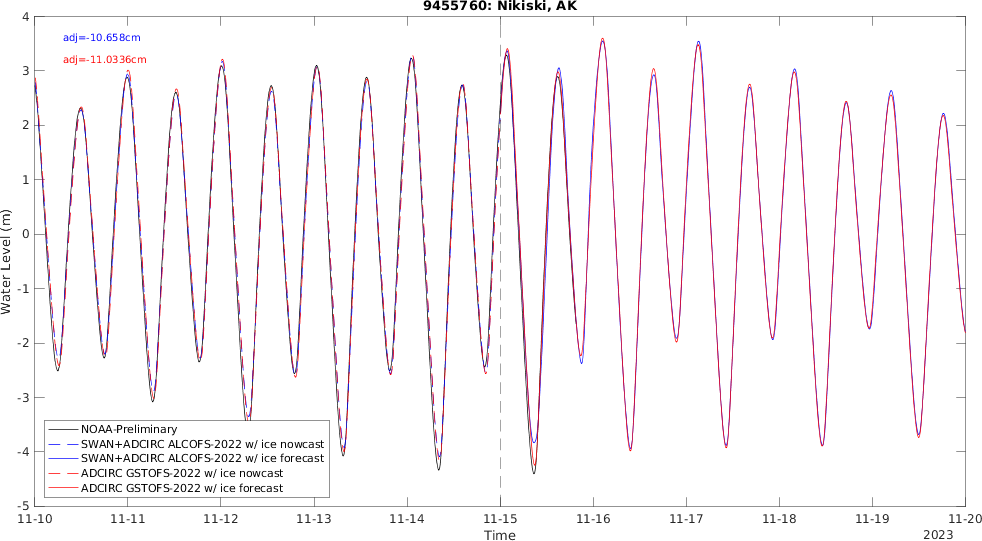 9455760: Nikiski, AK
adj=-10.658cm
adj=-11.0336cm
4
3
2
1
0
-1
-2
-3
-4
-5
Water Level (m)
NOAA-Preliminary
SWAN+ADCIRC ALCOFS-2022 w/ ice nowcast
SWAN+ADCIRC ALCOFS-2022 w/ ice forecast
ADCIRC GSTOFS-2022 w/ ice nowcast
ADCIRC GSTOFS-2022 w/ ice forecast
11-10 11-11 11-12 11-13 11-14 11-15 11-16 11-17 11-18 11-19 11-20
Time
2023